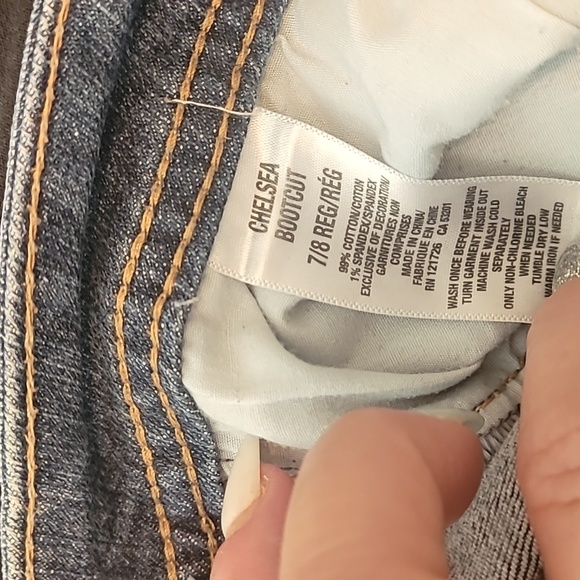 CHELSEA
BOOTCUT
7/8 REG/RÉG
99% COTTON/COTON
1% SPANDEX/SPANDEX
EXCLUSIVE OF DECORATION/
GARNITURES NON
COMPRISES
MADE IN CHINA/
FABRIQUE EN CHINE
RN 121726 CA 53201
WASH ONCE BEFORE WEARING
TURN GARMENT INSIDE OUT
MACHINE WASH COLD
SEPARATELY
ONLY NON-CHLORINE BLEACH
WHEN NEEDED
TUMBLE DRY LOW
WARM IRON IF NEEDED